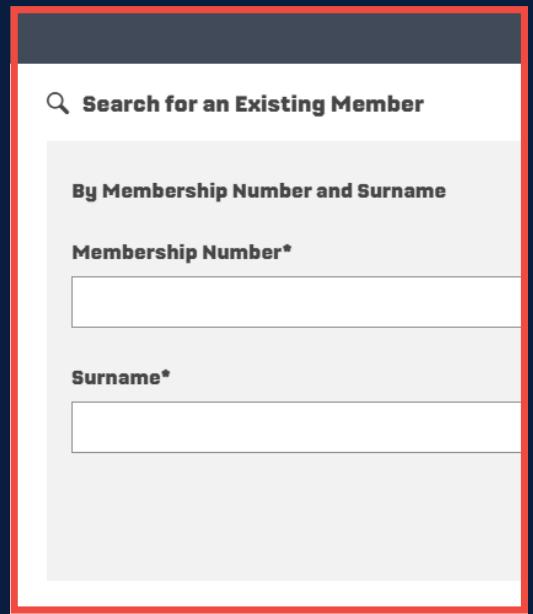 Search for an Existing Member
By Membership Number and Surname
Membership Number*
Surname*